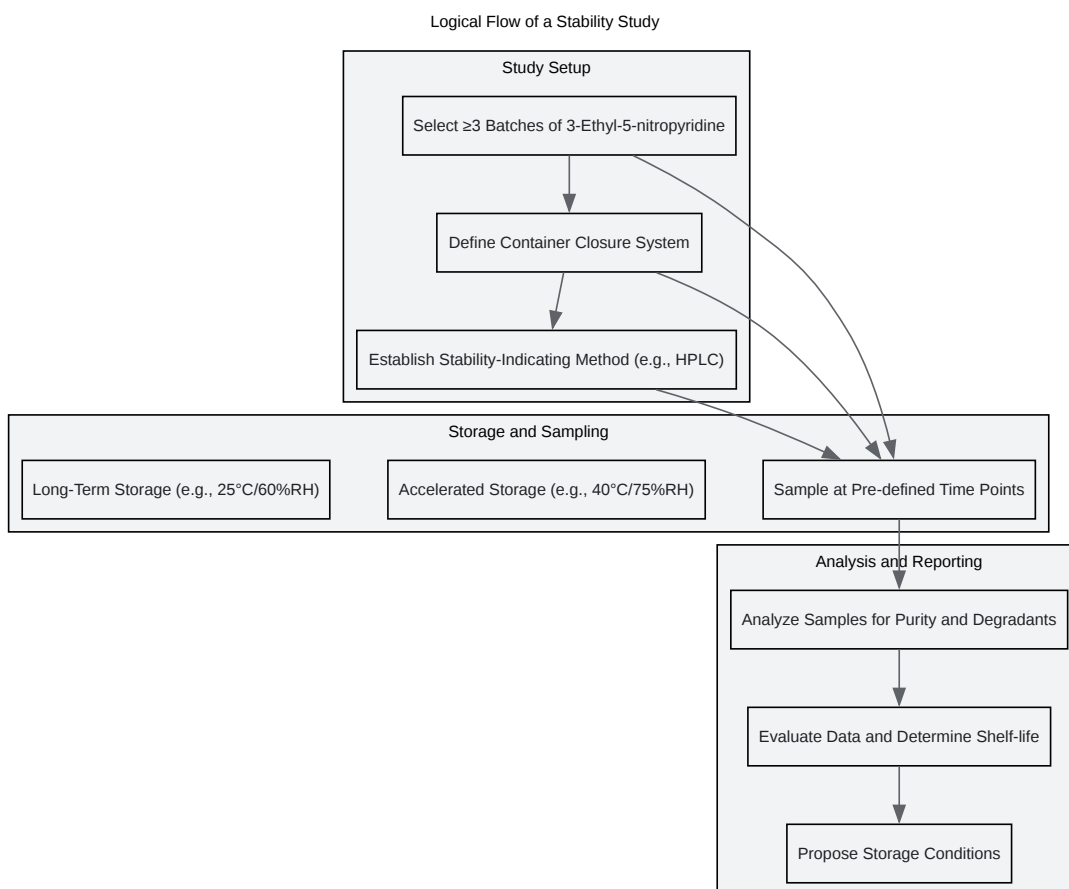 Logical Flow of a Stability Study
Study Setup
Select ≥3 Batches of 3-Ethyl-5-nitropyridine
Define Container Closure System
Establish Stability-Indicating Method (e.g., HPLC)
Storage and Sampling
Long-Term Storage (e.g., 25°C/60%RH)
Accelerated Storage (e.g., 40°C/75%RH)
Sample at Pre-defined Time Points
Analysis and Reporting
Analyze Samples for Purity and Degradants
Evaluate Data and Determine Shelf-life
Propose Storage Conditions